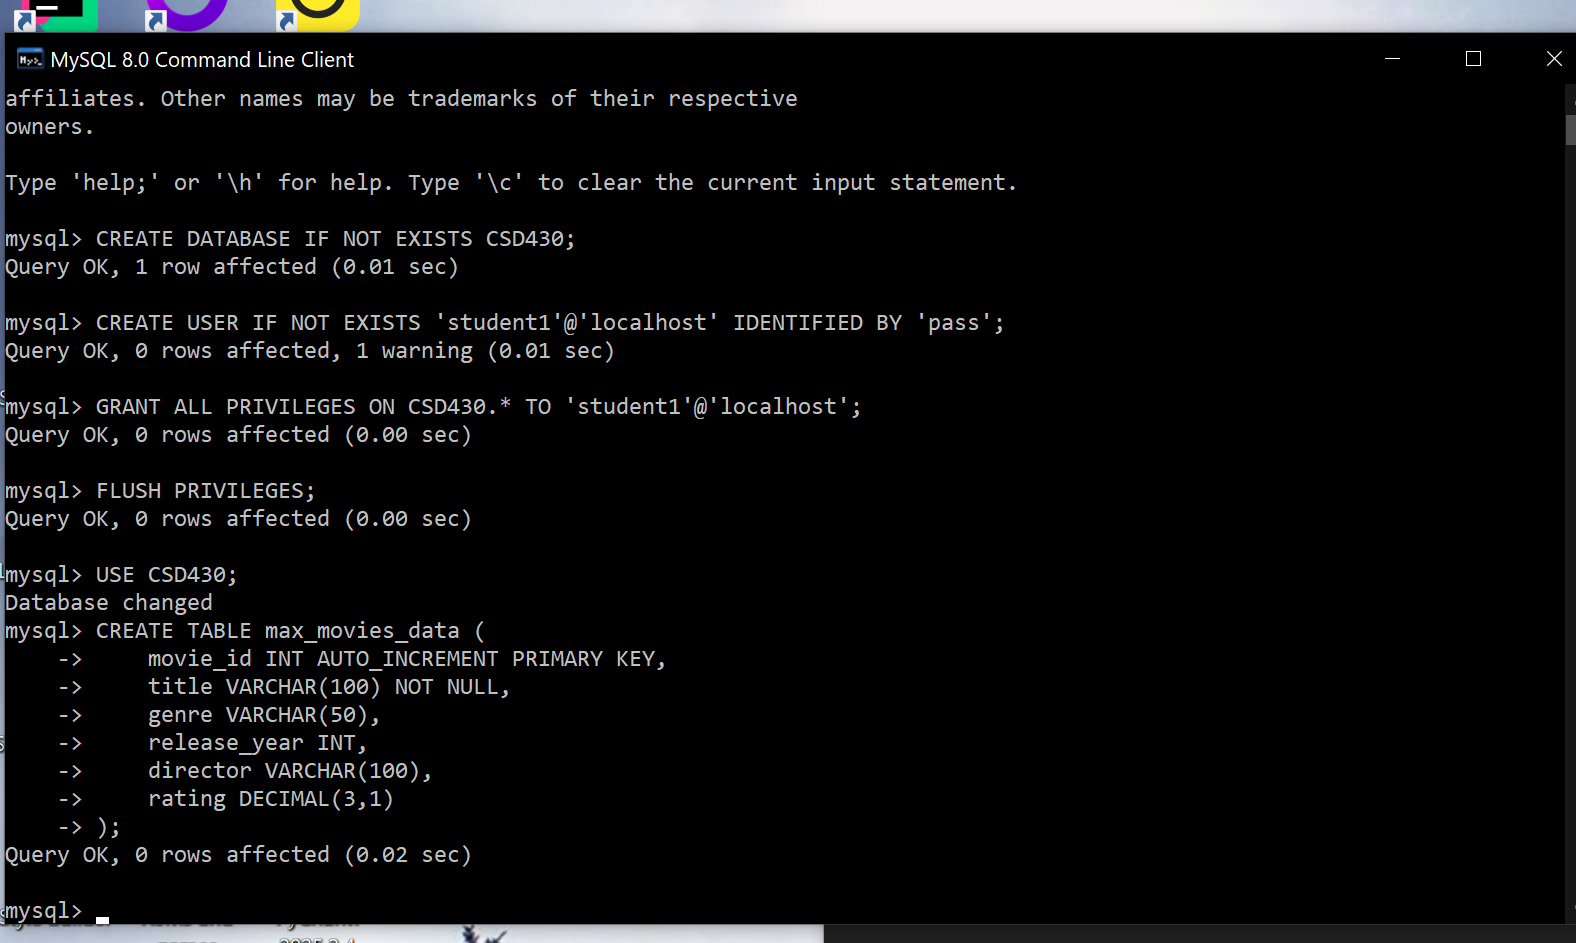 MySQL 8.0 Command Line Client
affiliates. Other names may be trademarks of their respective
owners.
Type 'help;' or '\h' for help. Type '\c' to clear the current input statement.
mysql> CREATE DATABASE IF NOT EXISTS CSD430;
Query OK, 1 row affected (0.01 sec)
mysql> CREATE USER IF NOT EXISTS 'student1'@'localhost' IDENTIFIED BY 'pass';
Query OK, 0 rows affected, 1 warning (0.01 sec)
mysql> GRANT ALL PRIVILEGES ON CSD430.* TO 'student1'@'localhost';
Query OK, 0 rows affected (0.00 sec)
mysql> FLUSH PRIVILEGES;
Query OK, 0 rows affected (0.00 sec)
mysql> USE CSD430;
Database changed
mysql> CREATE TABLE max_movies_data (
    ->     movie_id INT AUTO_INCREMENT PRIMARY KEY,
    ->     title VARCHAR(100) NOT NULL,
    ->     genre VARCHAR(50),
    ->     release_year INT,
    ->     director VARCHAR(100),
    ->     rating DECIMAL(3,1)
    -> );
Query OK, 0 rows affected (0.02 sec)
mysql>